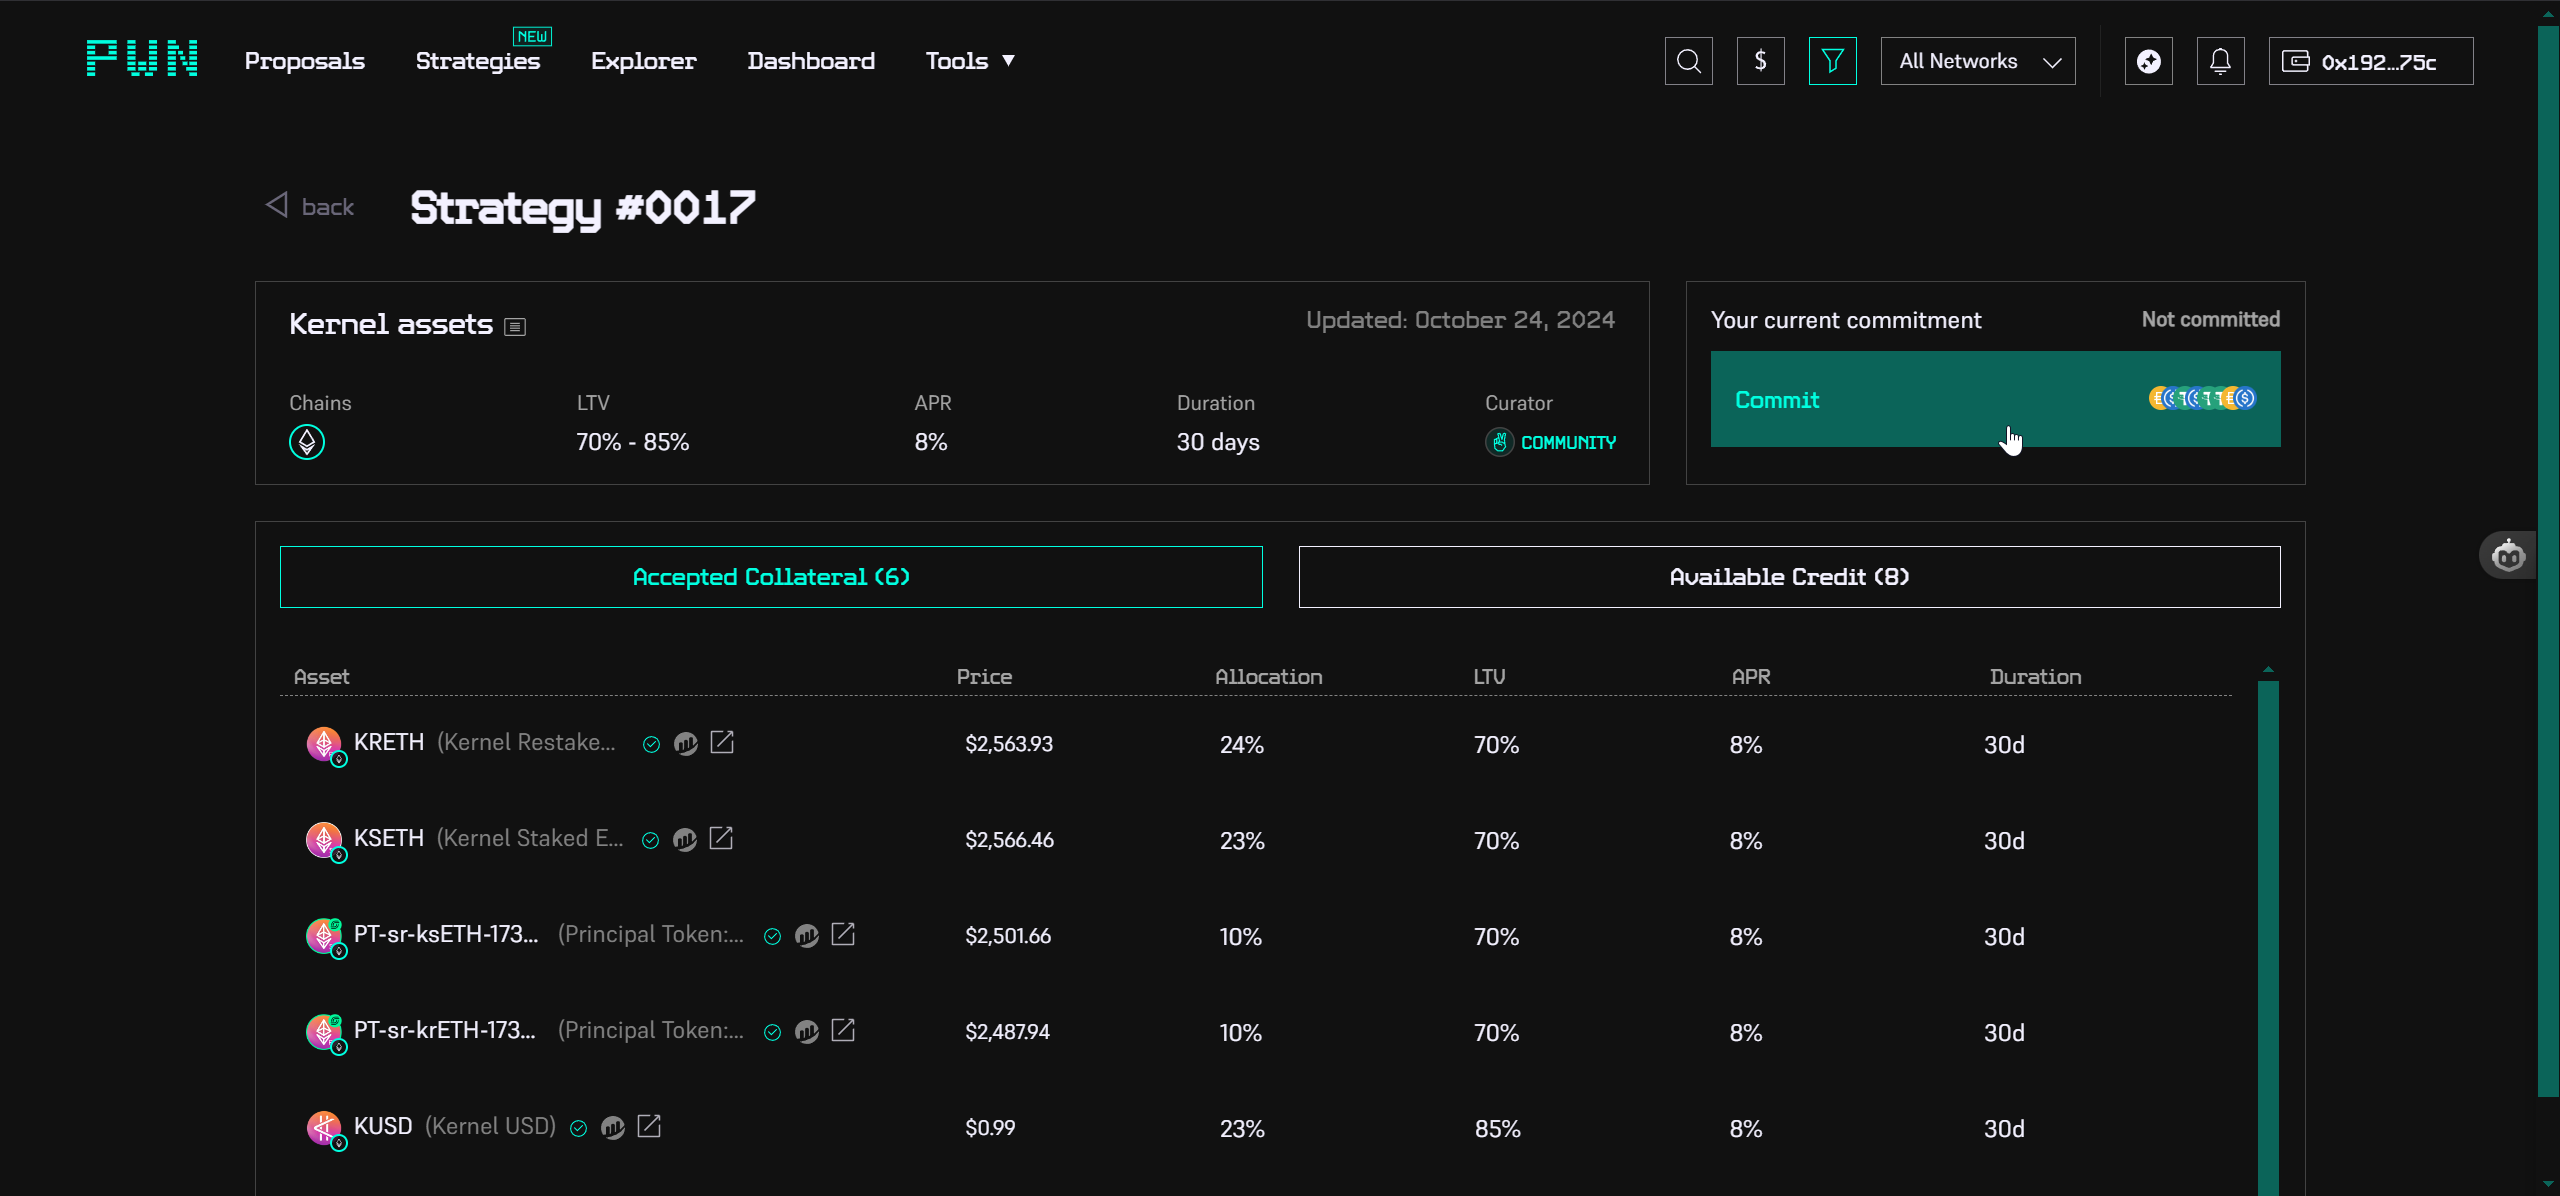 PWN Proposals Strategies NEW Explorer Dashboard Tools $ All Networks 0x192...75c
back Strategy #0017
Kernel assets Updated: October 24, 2024
Chains LTV APR Duration Curator
70% - 85% 8% 30 days COMMUNITY
Your current commitment Not committed
Commit
Accepted Collateral (6) Available Credit (8)
Asset Price Allocation LTV APR Duration
KRETH (Kernel Restake... $2,563.93 24% 70% 8% 30d
KSETH (Kernel Staked E... $2,566.46 23% 70% 8% 30d
PT-sr-ksETH-173... (Principal Token:... $2,501.66 10% 70% 8% 30d
PT-sr-krETH-173... (Principal Token:... $2,487.94 10% 70% 8% 30d
KUSD (Kernel USD) $0.99 23% 85% 8% 30d